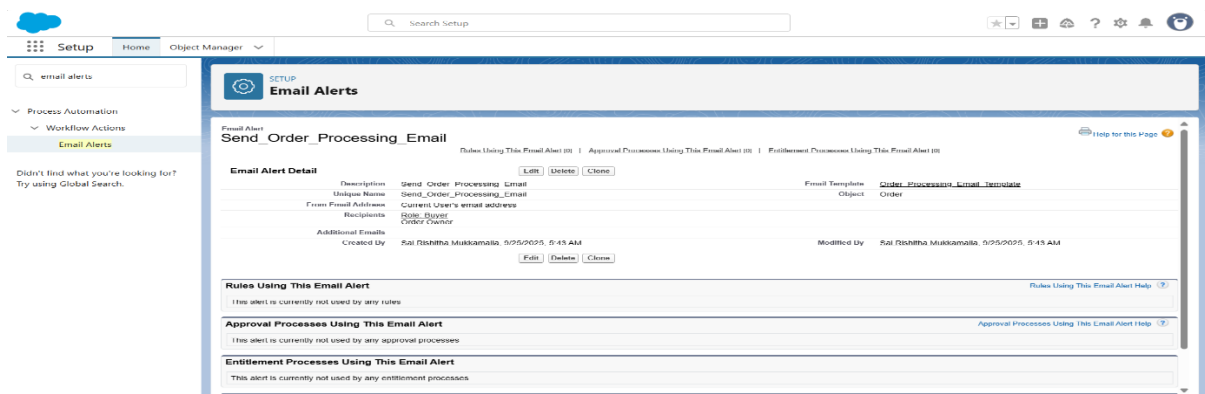 Search Setup
Setup
Home
Object Manager
email alerts
Process Automation
Workflow Actions
Email Alerts
Didn't find what you're looking for?
Try using Global Search.
SETUP
Email Alerts
Email Alert
Send_Order_Processing_Email
Help for this Page
Rules Using This Email Alert [0] | Approval Processes Using This Email Alert [0] | Entitlement Processes Using This Email Alert [0]
Email Alert Detail
Edit Delete Clone
Description Send_Order_Processing_Email Email Template Order_Processing_Email_Template
Unique Name Send_Order_Processing_Email Object Order
From Email Address Current User's email address
Recipients Role: Buyer
Order Owner
Additional Emails
Created By Sai Rishitha Mukkamalla, 9/25/2025, 5:43 AM Modified By Sai Rishitha Mukkamalla, 9/25/2025, 5:43 AM
Edit Delete Clone
Rules Using This Email Alert Rules Using This Email Alert Help ?
This alert is currently not used by any rules
Approval Processes Using This Email Alert Approval Processes Using This Email Alert Help ?
This alert is currently not used by any approval processes
Entitlement Processes Using This Email Alert
This alert is currently not used by any entitlement processes